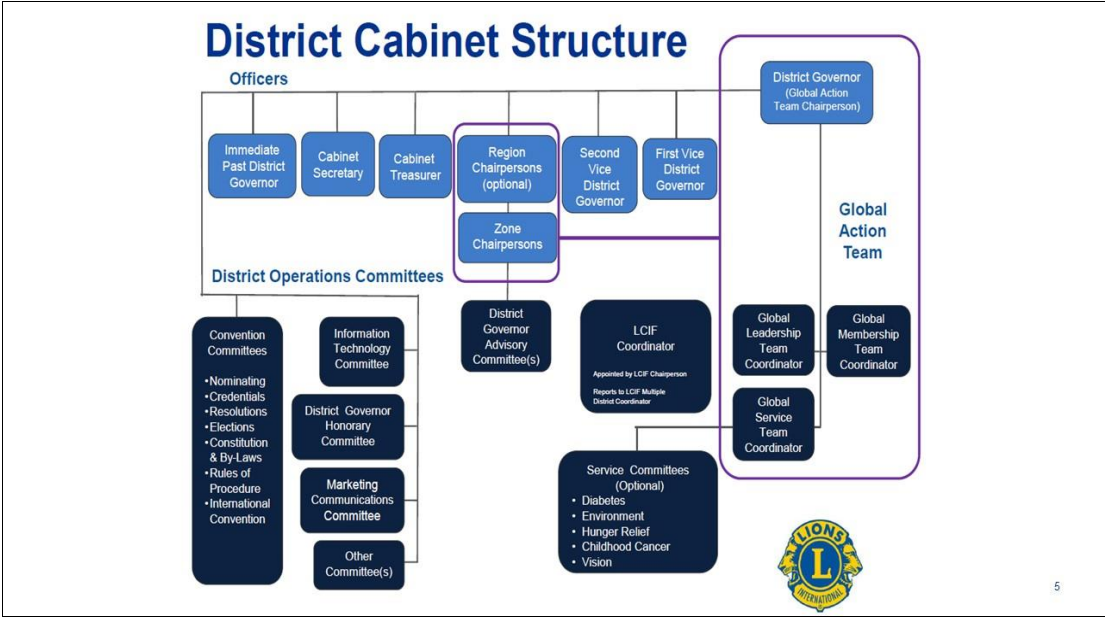 District Cabinet Structure
Officers
District Governor
(Global Action
Team Chairperson)
Immediate
Past District
Governor
Cabinet
Secretary
Cabinet
Treasurer
Region
Chairpersons
(optional)
Second
Vice
District
Governor
First Vice
District
Governor
Zone
Chairpersons
Global
Action
Team
District Operations Committees
Convention
Committees
•Nominating
•Credentials
•Resolutions
•Elections
•Constitution
& By-Laws
•Rules of
Procedure
•International
Convention
Information
Technology
Committee
District Governor
Honorary
Committee
Marketing
Communications
Committee
Other
Committee(s)
District
Governor
Advisory
Committee(s)
LCIF
Coordinator
Appointed by LCIF Chairperson
Reports to LCIF Multiple
District Coordinator
Global
Leadership
Team
Coordinator
Global
Membership
Team
Coordinator
Global
Service
Team
Coordinator
Service Committees
(Optional)
• Diabetes
• Environment
• Hunger Relief
• Childhood Cancer
• Vision
LIONS
L
INTERNATIONAL
5